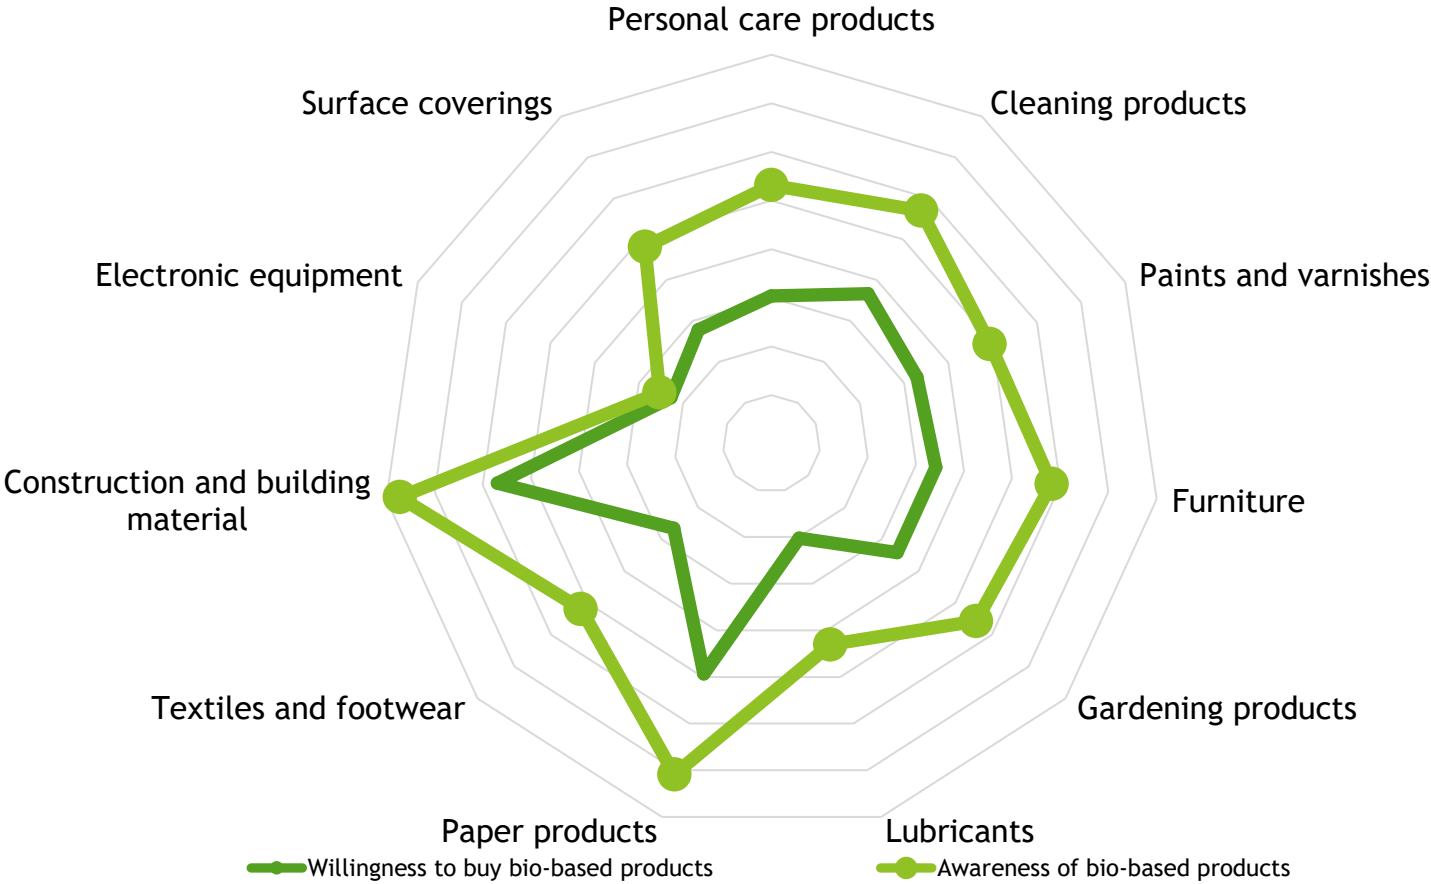 Personal care products
Surface coverings
Cleaning products
Electronic equipment
Paints and varnishes
Construction and building
material
Furniture
Textiles and footwear
Gardening products
Paper products
Lubricants
Willingness to buy bio-based products
Awareness of bio-based products